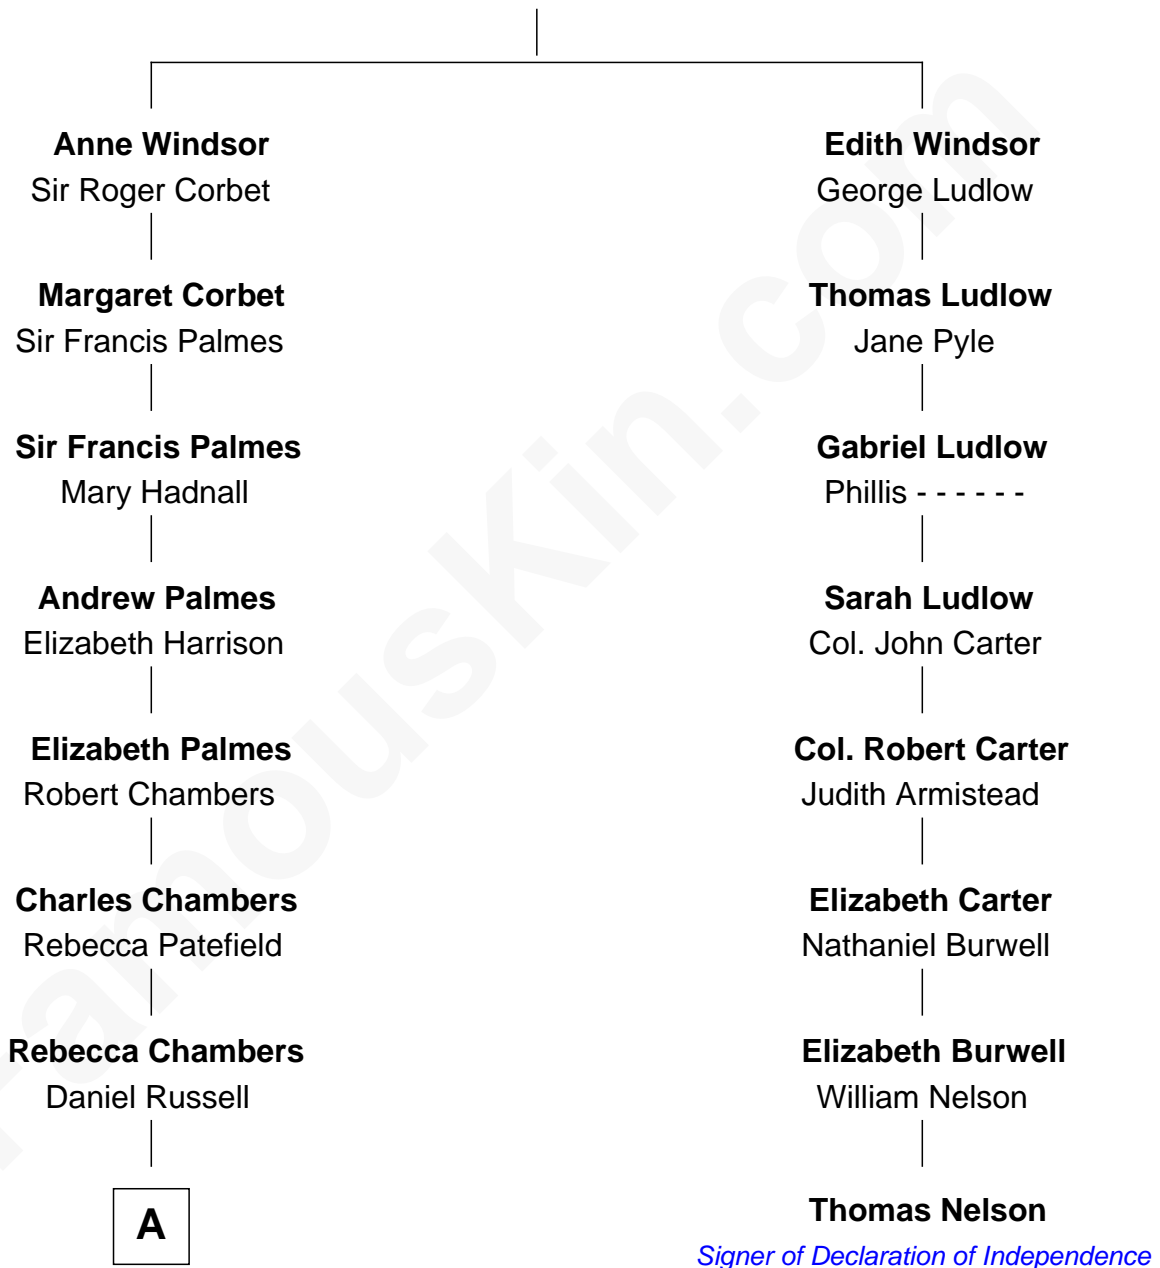 Anne Windsor
Sir Roger Corbet
Margaret Corbet
Sir Francis Palmes
Sir Francis Palmes
Mary Hadnall
Andrew Palmes
Elizabeth Harrison
Elizabeth Palmes
Robert Chambers
Charles Chambers
Rebecca Patefield
Rebecca Chambers
Daniel Russell
A
Edith Windsor
George Ludlow
Thomas Ludlow
Jane Pyle
Gabriel Ludlow
Phillis - - - - - -
Sarah Ludlow
Col. John Carter
Col. Robert Carter
Judith Armistead
Elizabeth Carter
Nathaniel Burwell
Elizabeth Burwell
William Nelson
Thomas Nelson
Signer of Declaration of Independence
FamousKin.com